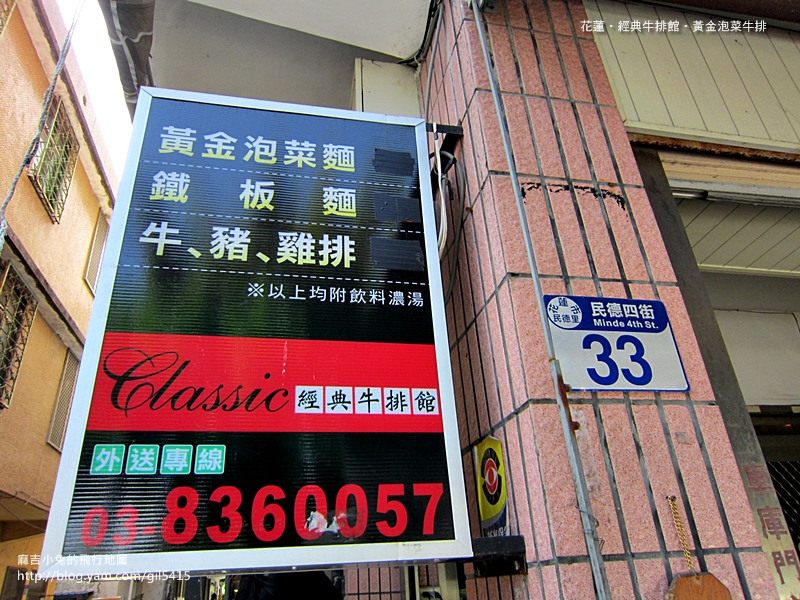 花蓮・經典牛排館・黃金泡菜牛排
黃金泡菜麵
鐵板麵
牛、豬、雞排
※以上均附飲料濃湯
Classic 經典牛排館
外送專線
03-8360057
花蓮市
民德里
民德四街
Minde 4th St.
33
庫門
麻吉小兔的飛行地圖
http://blog.yam.com/gil5415